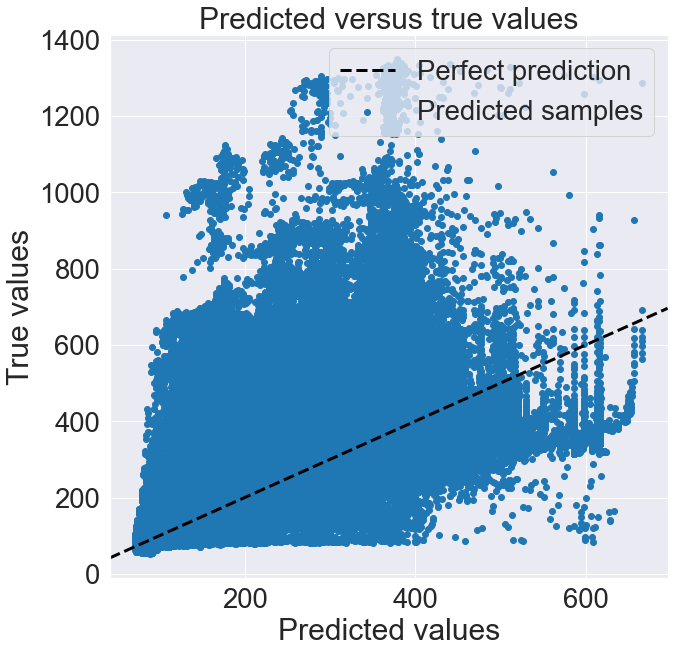 Predicted versus true values
1400
1200
1000
800
600
400
200
0
True values
Perfect prediction
Predicted samples
200 400 600
Predicted values